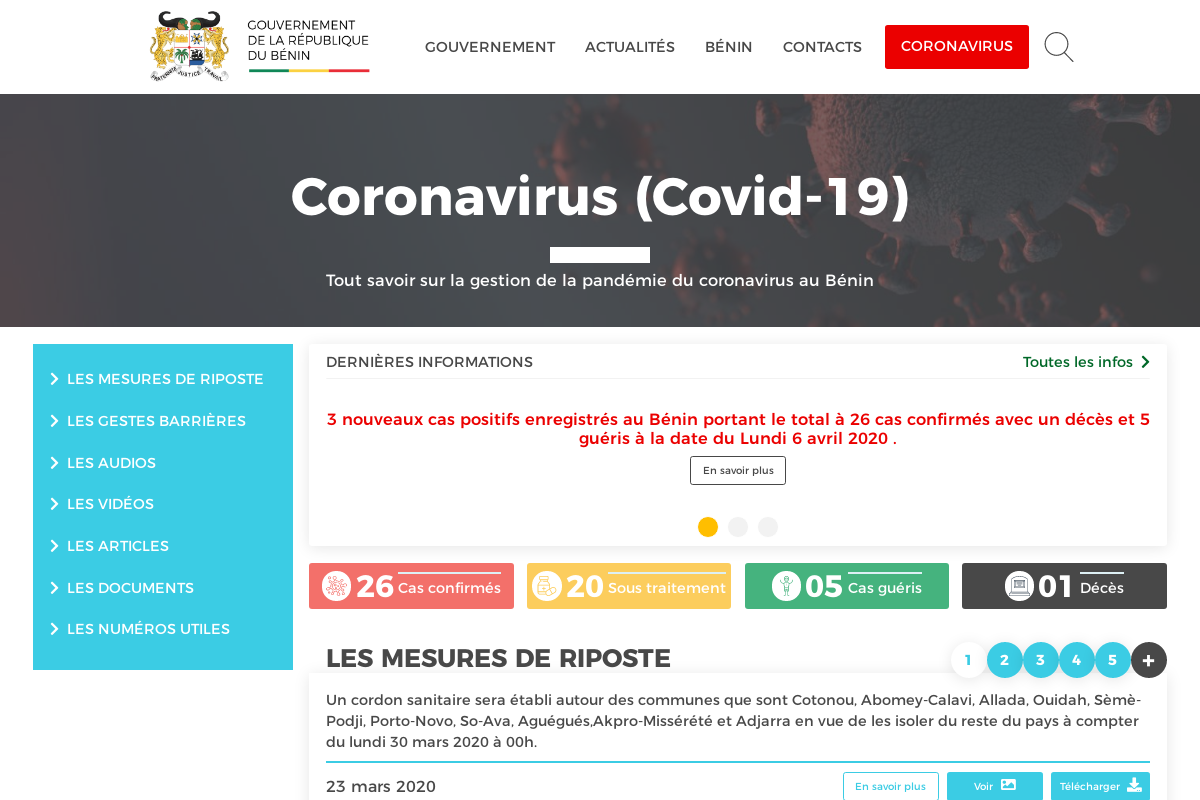 GOUVERNEMENT
DE LA RÉPUBLIQUE
DU BÉNIN
FRATERNITE JUSTICE TRAVAIL
GOUVERNEMENT
ACTUALITÉS
BÉNIN
CONTACTS
CORONAVIRUS
Coronavirus (Covid-19)
Tout savoir sur la gestion de la pandémie du coronavirus au Bénin
LES MESURES DE RIPOSTE
LES GESTES BARRIÈRES
LES AUDIOS
LES VIDÉOS
LES ARTICLES
LES DOCUMENTS
LES NUMÉROS UTILES
DERNIÈRES INFORMATIONS
Toutes les infos
3 nouveaux cas positifs enregistrés au Bénin portant le total à 26 cas confirmés avec un décès et 5
guéris à la date du Lundi 6 avril 2020 .
En savoir plus
26 Cas confirmés
20 Sous traitement
05 Cas guéris
01 Décès
LES MESURES DE RIPOSTE
1 2 3 4 5 +
Un cordon sanitaire sera établi autour des communes que sont Cotonou, Abomey-Calavi, Allada, Ouidah, Sèmè-
Podji, Porto-Novo, So-Ava, Aguégués,Akpro-Missérété et Adjarra en vue de les isoler du reste du pays à compter
du lundi 30 mars 2020 à 00h.
23 mars 2020
En savoir plus
Voir
Télécharger